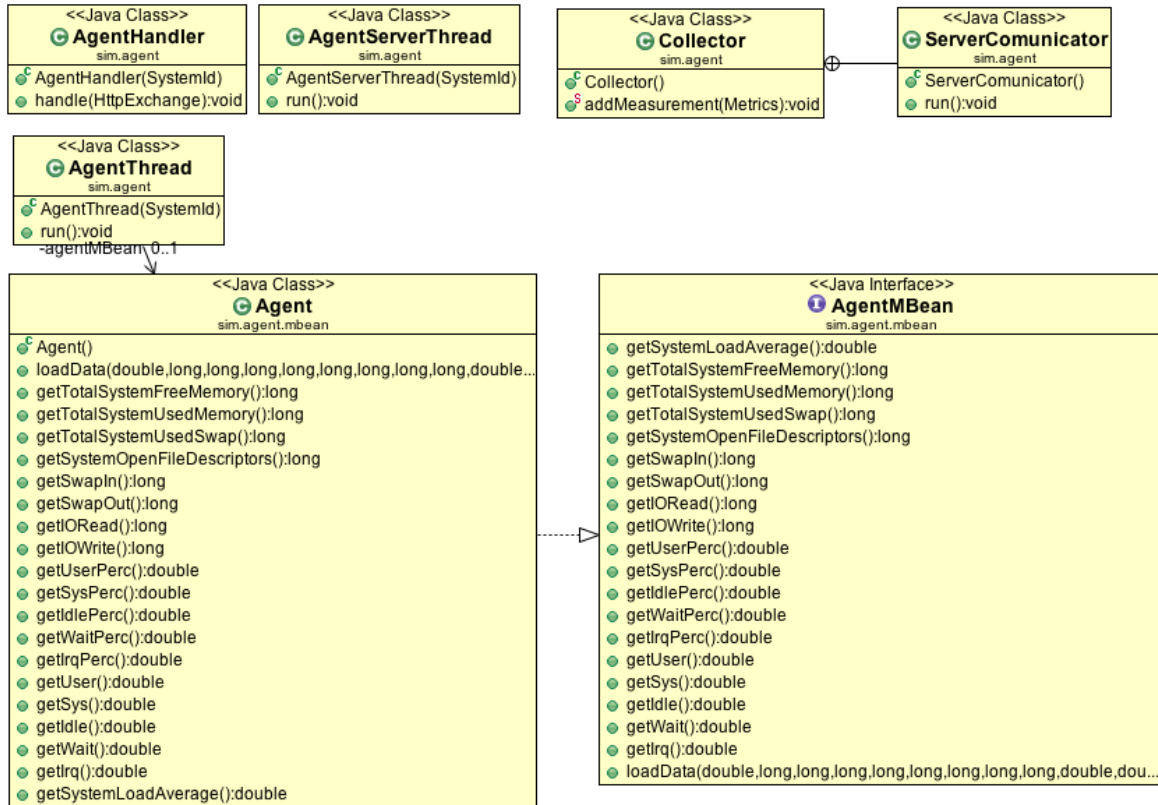 <<Java Class>>
AgentHandler
sim.agent
AgentHandler(SystemId)
handle(HttpExchange):void
<<Java Class>>
AgentServerThread
sim.agent
AgentServerThread(SystemId)
run():void
<<Java Class>>
Collector
sim.agent
Collector()
addMeasurement(Metrics):void
<<Java Class>>
ServerComunicator
sim.agent
ServerComunicator()
run():void
<<Java Class>>
AgentThread
sim.agent
AgentThread(SystemId)
run():void
-agentMBean 0..1
<<Java Class>>
Agent
sim.agent.mbean
Agent()
loadData(double,long,long,long,long,long,long,long,long,double...
getTotalSystemFreeMemory():long
getTotalSystemUsedMemory():long
getTotalSystemUsedSwap():long
getSystemOpenFileDescriptors():long
getSwapIn():long
getSwapOut():long
getIORead():long
getIOWrite():long
getUserPerc():double
getSysPerc():double
getIdlePerc():double
getWaitPerc():double
getIrqPerc():double
getUser():double
getSys():double
getIdle():double
getWait():double
getIrq():double
getSystemLoadAverage():double
<<Java Interface>>
AgentMBean
sim.agent.mbean
getSystemLoadAverage():double
getTotalSystemFreeMemory():long
getTotalSystemUsedMemory():long
getTotalSystemUsedSwap():long
getSystemOpenFileDescriptors():long
getSwapIn():long
getSwapOut():long
getIORead():long
getIOWrite():long
getUserPerc():double
getSysPerc():double
getIdlePerc():double
getWaitPerc():double
getIrqPerc():double
getUser():double
getSys():double
getIdle():double
getWait():double
getIrq():double
loadData(double,long,long,long,long,long,long,long,long,double,dou...